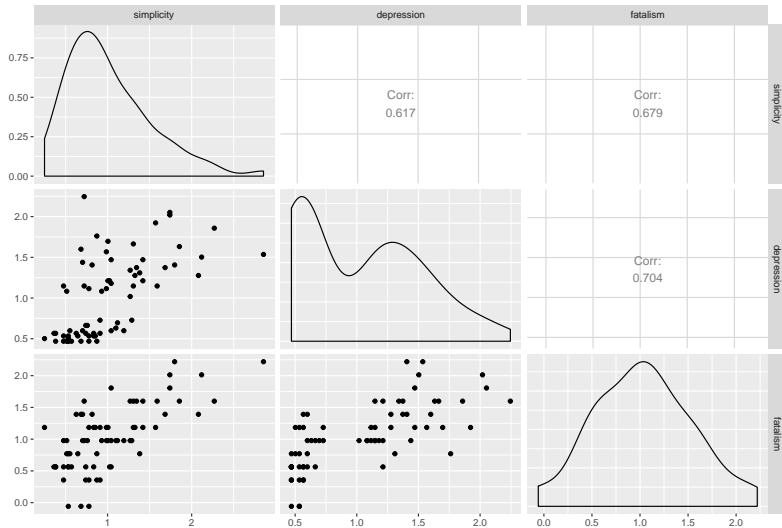 simplicity depression fatalism
0.75
0.50
0.25
0.00
Corr:
0.617
Corr:
0.679
simplicity
2.0
1.5
1.0
0.5
Corr:
0.704
depression
2.0
1.5
1.0
0.5
0.0
fatalism
1 2 0.5 1.0 1.5 2.0 0.0 0.5 1.0 1.5 2.0